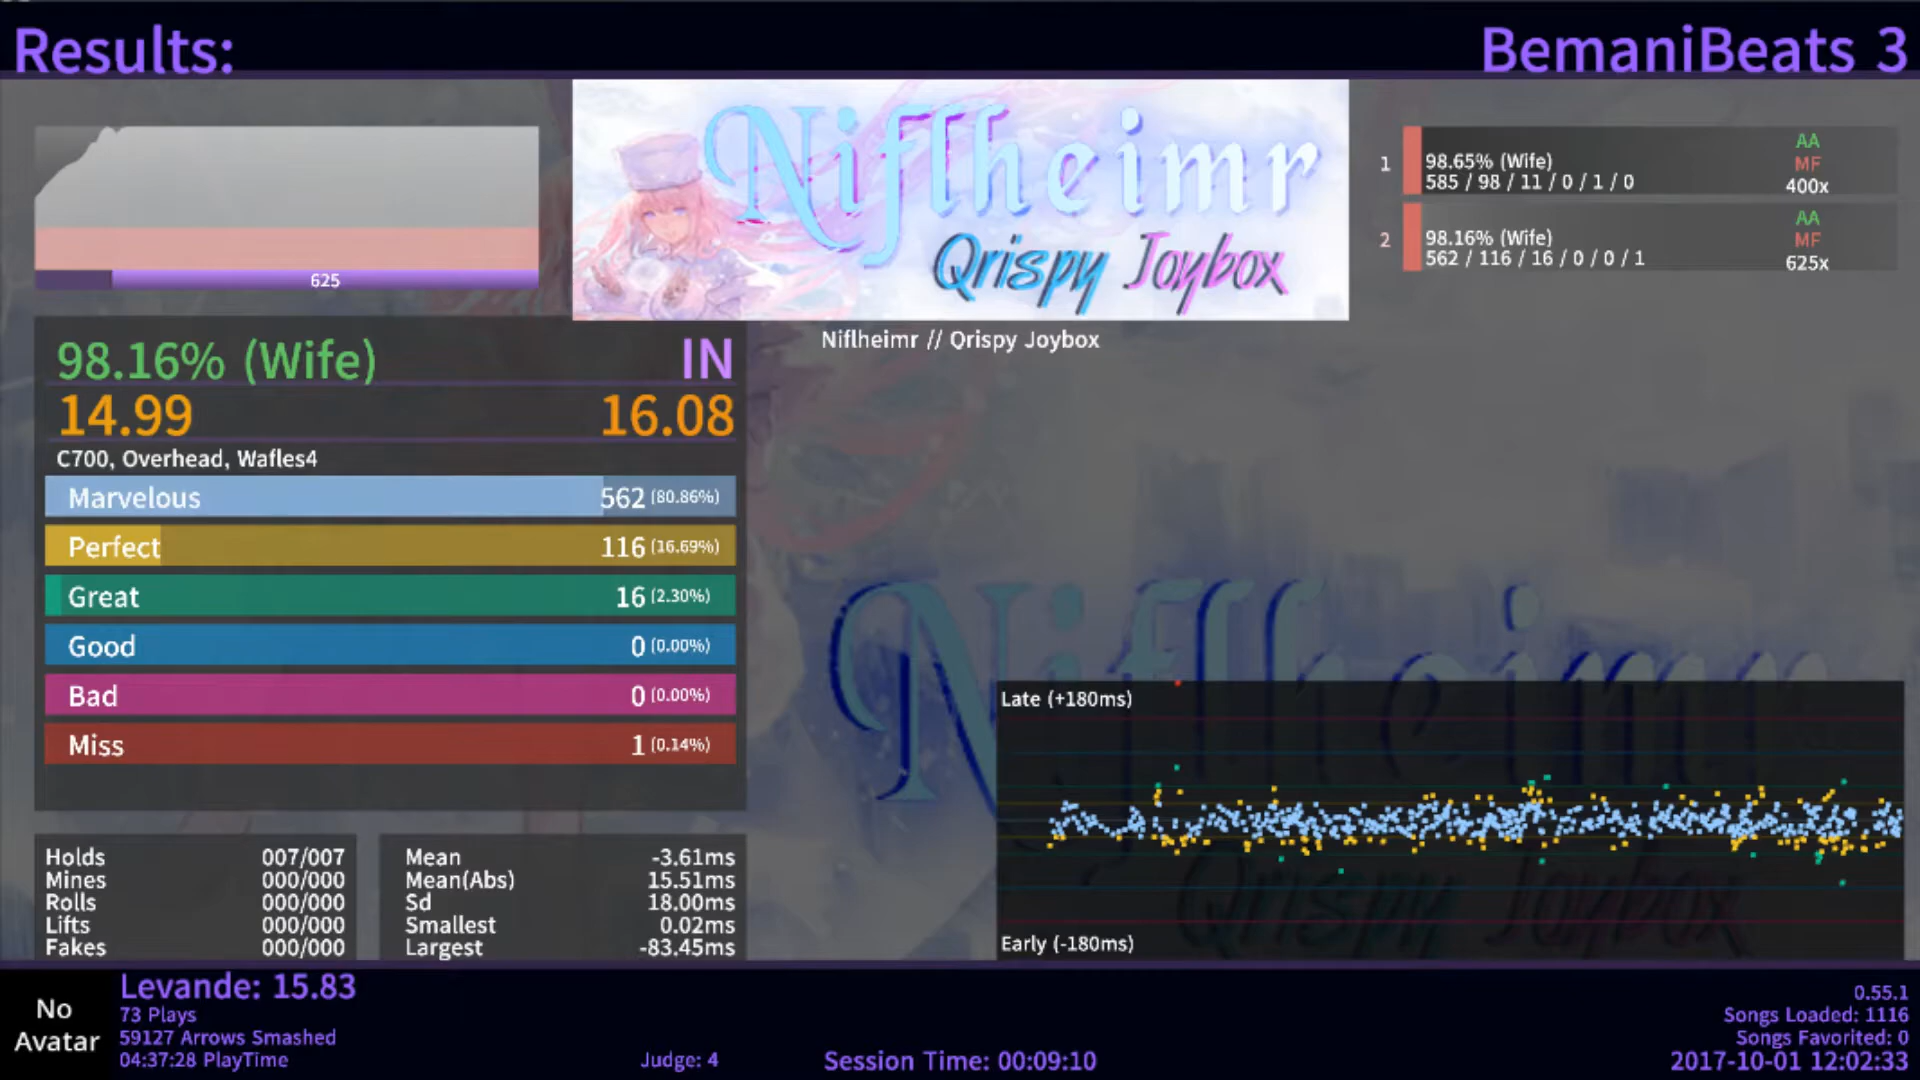 Results:
BemaniBeats 3
625
Niflheimr
Qrispy Joybox
Niflheimr // Qrispy Joybox
1
98.65% (Wife)
585 / 98 / 11 / 0 / 1 / 0
AA
MF
400x
2
98.16% (Wife)
562 / 116 / 16 / 0 / 0 / 1
AA
MF
625x
98.16% (Wife) IN
14.99 16.08
C700, Overhead, Wafles4
Marvelous 562 (80.86%)
Perfect 116 (16.69%)
Great 16 (2.30%)
Good 0 (0.00%)
Bad 0 (0.00%)
Miss 1 (0.14%)
Holds 007/007
Mines 000/000
Rolls 000/000
Lifts 000/000
Fakes 000/000
Mean -3.61ms
Mean(Abs) 15.51ms
Sd 18.00ms
Smallest 0.02ms
Largest -83.45ms
Niflheimr
Qrispy Joybox
Late (+180ms)
Early (-180ms)
No
Avatar
Levande: 15.83
73 Plays
59127 Arrows Smashed
04:37:28 PlayTime
Judge: 4
Session Time: 00:09:10
0.55.1
Songs Loaded: 1116
Songs Favorited: 0
2017-10-01 12:02:33